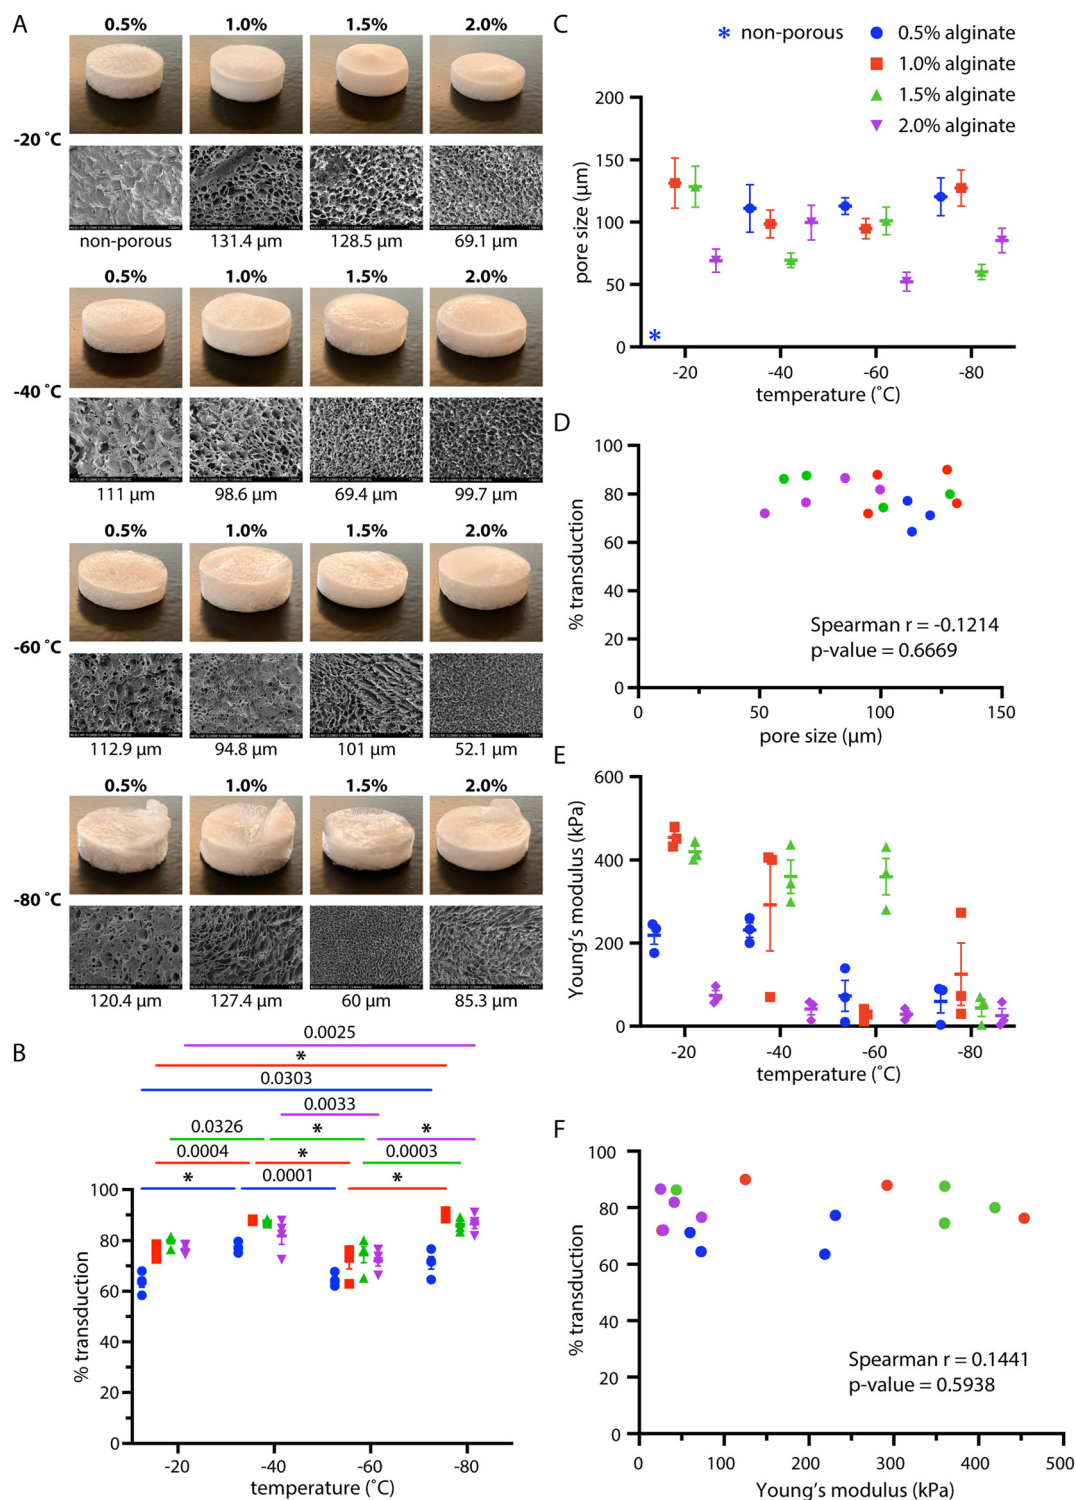 A
0.5% 1.0% 1.5% 2.0%
-20 ˚C
non-porous 131.4 µm 128.5 µm 69.1 µm
0.5% 1.0% 1.5% 2.0%
-40 ˚C
111 µm 98.6 µm 69.4 µm 99.7 µm
0.5% 1.0% 1.5% 2.0%
-60 ˚C
112.9 µm 94.8 µm 101 µm 52.1 µm
0.5% 1.0% 1.5% 2.0%
-80 ˚C
120.4 µm 127.4 µm 60 µm 85.3 µm
B
0.0025
*
0.0303
0.0033
0.0326 * *
0.0004 * 0.0003
* 0.0001 *
100
80
60
40
20
0
% transduction
-20 -40 -60 -80
temperature (˚C)
C
* non-porous
0.5% alginate
1.0% alginate
1.5% alginate
2.0% alginate
200
150
100
50
0
pore size (µm)
*
-20 -40 -60 -80
temperature (˚C)
D
100
80
60
40
20
0
% transduction
Spearman r = -0.1214
p-value = 0.6669
50 100 150
pore size (µm)
E
600
400
200
0
Young's modulus (kPa)
-20 -40 -60 -80
temperature (˚C)
F
100
80
60
40
20
0
% transduction
Spearman r = 0.1441
p-value = 0.5938
0 100 200 300 400 500
Young's modulus (kPa)